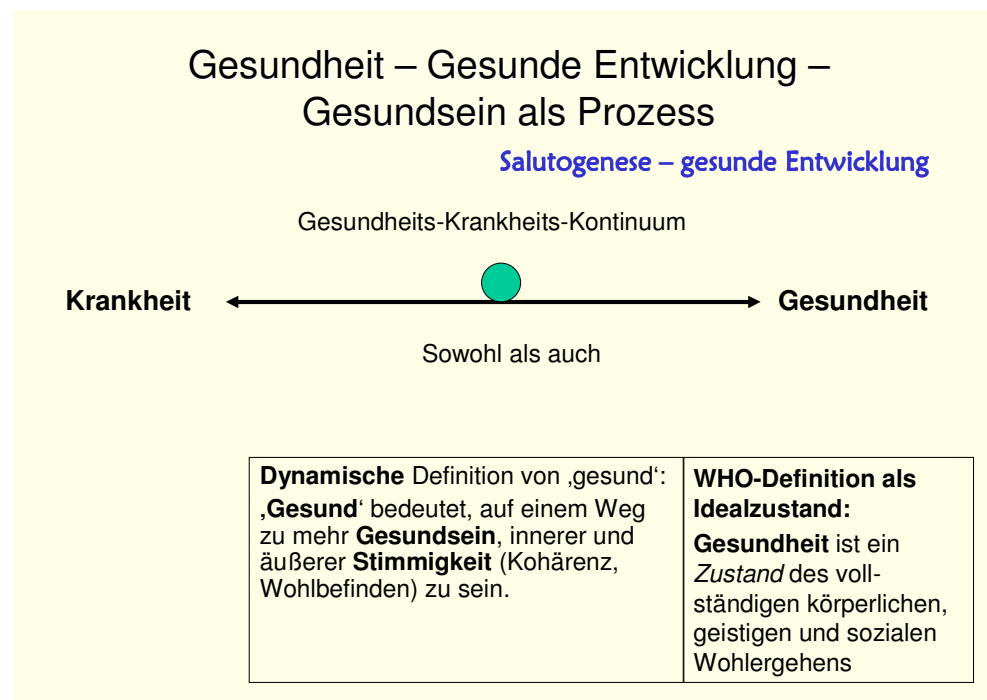 Gesundheit – Gesunde Entwicklung –
Gesundsein als Prozess
Salutogenese – gesunde Entwicklung
Gesundheits-Krankheits-Kontinuum
Krankheit
Gesundheit
Sowohl als auch
Dynamische Definition von ‚gesund‘:
‚Gesund‘ bedeutet, auf einem Weg
zu mehr Gesundsein, innerer und
äußerer Stimmigkeit (Kohärenz,
Wohlbefinden) zu sein.
WHO-Definition als
Idealzustand:
Gesundheit ist ein
Zustand des voll-
ständigen körperlichen,
geistigen und sozialen
Wohlergehens